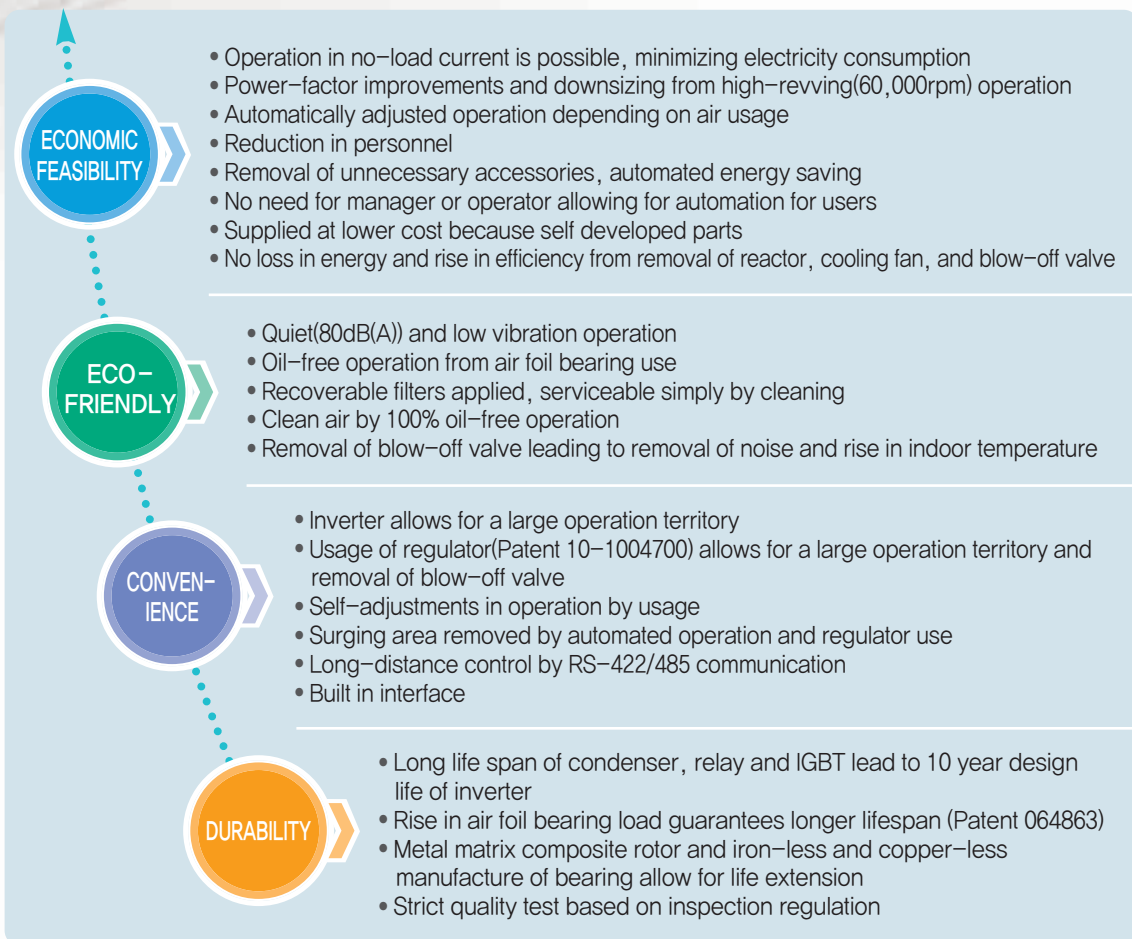 ECONOMIC
FEASIBILITY
• Operation in no-load current is possible, minimizing electricity consumption
• Power-factor improvements and downsizing from high-revving(60,000rpm) operation
• Automatically adjusted operation depending on air usage
• Reduction in personnel
• Removal of unnecessary accessories, automated energy saving
• No need for manager or operator allowing for automation for users
• Supplied at lower cost because self developed parts
• No loss in energy and rise in efficiency from removal of reactor, cooling fan, and blow-off valve
ECO-
FRIENDLY
• Quiet(80dB(A)) and low vibration operation
• Oil-free operation from air foil bearing use
• Recoverable filters applied, serviceable simply by cleaning
• Clean air by 100% oil-free operation
• Removal of blow-off valve leading to removal of noise and rise in indoor temperature
CONVEN-
IENCE
• Inverter allows for a large operation territory
• Usage of regulator(Patent 10-1004700) allows for a large operation territory and
removal of blow-off valve
• Self-adjustments in operation by usage
• Surging area removed by automated operation and regulator use
• Long-distance control by RS-422/485 communication
• Built in interface
DURABILITY
• Long life span of condenser, relay and IGBT lead to 10 year design
life of inverter
• Rise in air foil bearing load guarantees longer lifespan (Patent 064863)
• Metal matrix composite rotor and iron-less and copper-less
manufacture of bearing allow for life extension
• Strict quality test based on inspection regulation